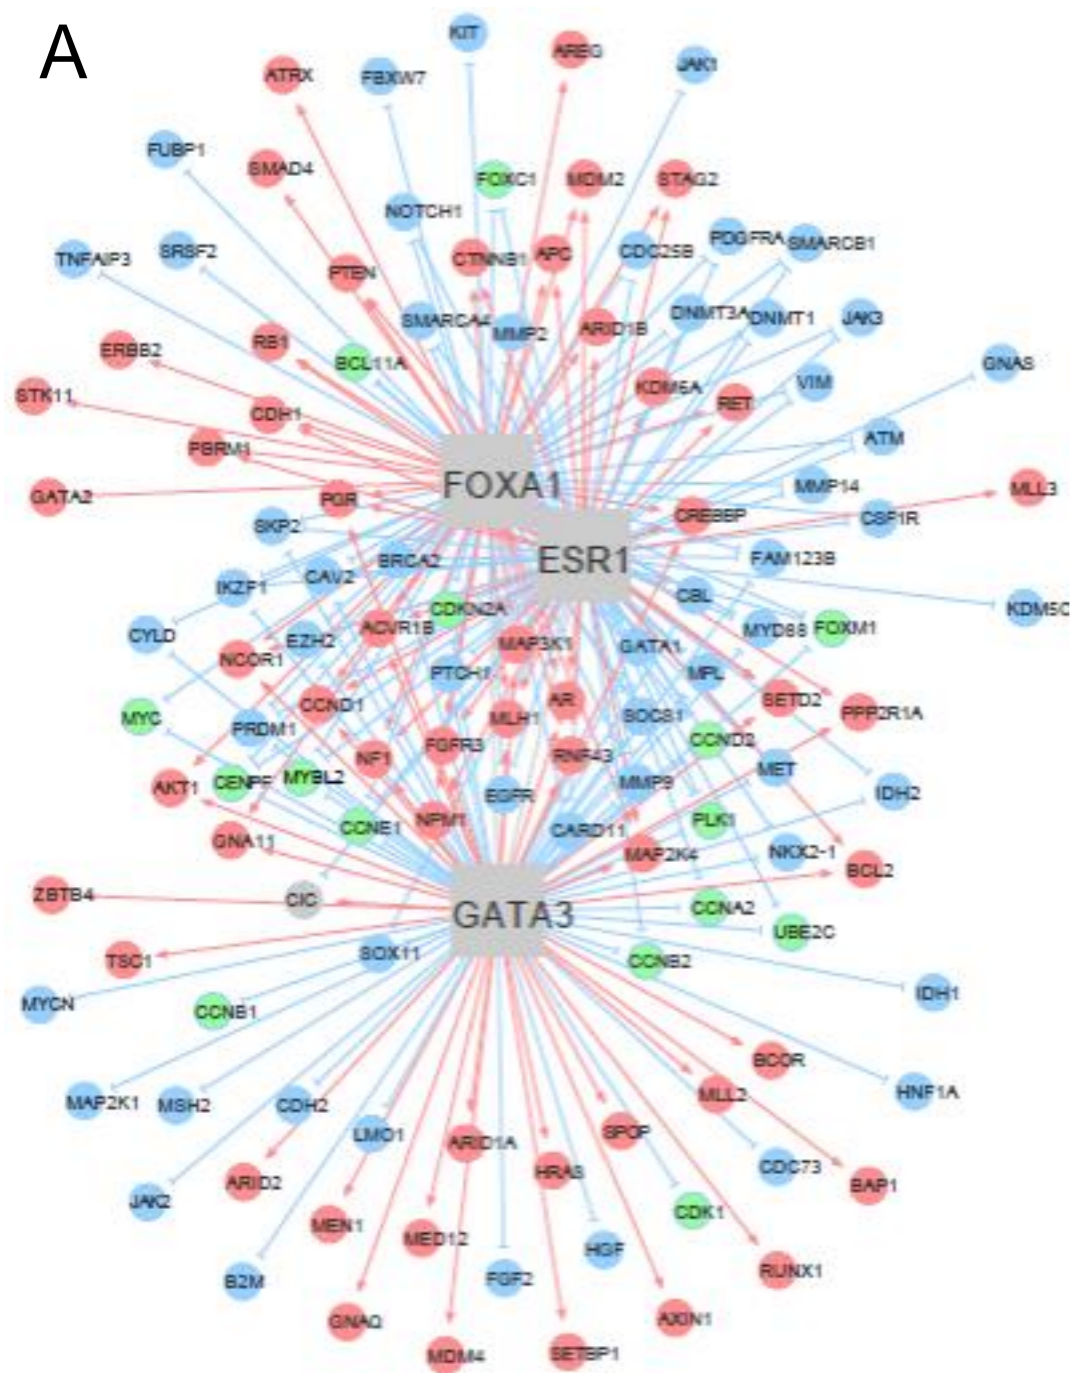 A
KIT
AREG
JAK1
ATRX
FBXW7
FUBP1
SMAD4
FOXC1
MDM2
STAG2
NOTCH1
TNFAIP3
SRSF2
PTEN
CTNNB1
APC
CDC25B
PDGFRA
SMARCB1
SMARCA4
MMP2
ARID1B
DNMT3A
DNMT1
JAK3
ERBB2
RB1
BCL11A
GNAS
STK11
CDH1
KDM6A
RET
VIM
PBRM1
ATM
GATA2
PGR
FOXA1
MMP14
MLL3
SKP2
CREBBP
CSF1R
BRCA2
ESR1
FAM123B
IKZF1
CAV2
CBL
KDM5C
CYLD
EZH2
ACVR1B
CDKN2A
MAP3K1
GATA1
MYD88
FOXM1
NCOR1
PTCH1
MPL
MYC
PRDM1
CCND1
MLH1
AR
SOCS1
SETD2
PPP2R1A
NF1
FGFR3
RNF43
CCND2
AKT1
CENPF
MYBL2
EGFR
MMP9
MET
IDH2
GNA11
CCNE1
NPM1
CARD11
PLK1
MAP2K4
NKX2-1
BCL2
ZBTB4
CIC
GATA3
CCNA2
UBE2C
TSC1
SOX11
CCNB2
MYCN
CCNB1
IDH1
BCOR
MAP2K1
MSH2
CDH2
MLL2
HNF1A
LMO1
ARID1A
SPOP
JAK2
ARID2
HRAS
CDC73
BAP1
MEN1
MED12
CDK1
B2M
FGF2
HGF
RUNX1
GNAQ
MDM4
SETBP1
AXIN1